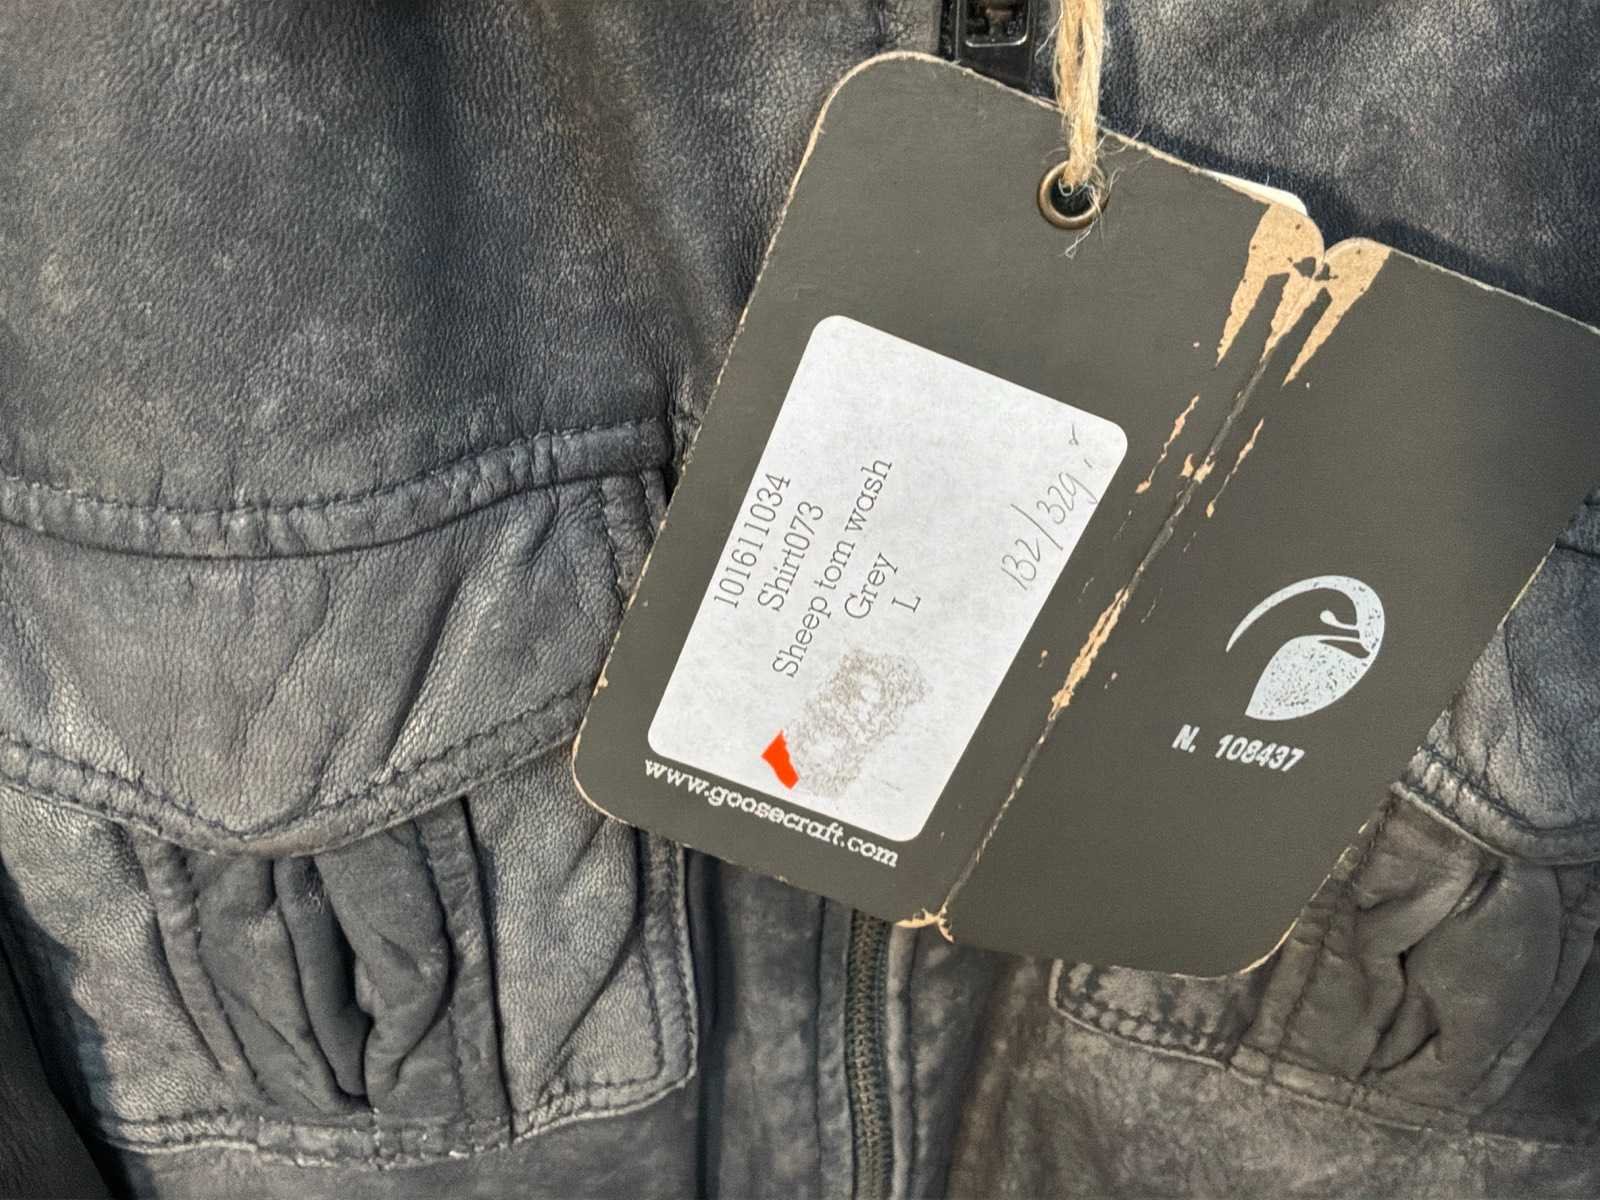 101611034
Shirt073
Sheep tom wash
Grey
L
132/329,-
www.goosecraft.com
N. 108437